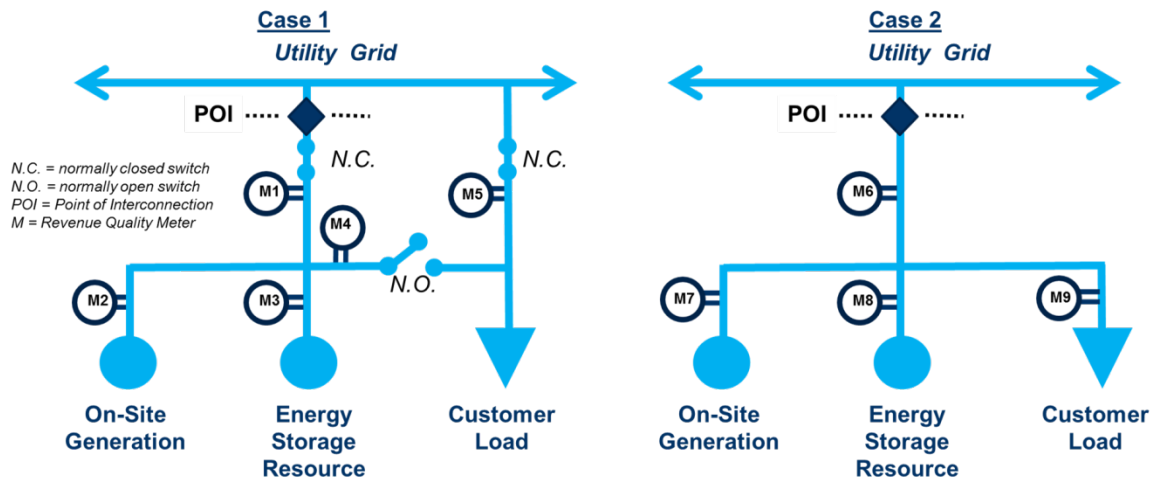 Case 1
Utility Grid
POI
N.C.
N.C.
N.C. = normally closed switch
N.O. = normally open switch
POI = Point of Interconnection
M = Revenue Quality Meter
M1
M5
M4
N.O.
M2
M3
On-Site
Generation
Energy
Storage
Resource
Customer
Load
Case 2
Utility Grid
POI
M6
M7
M8
M9
On-Site
Generation
Energy
Storage
Resource
Customer
Load